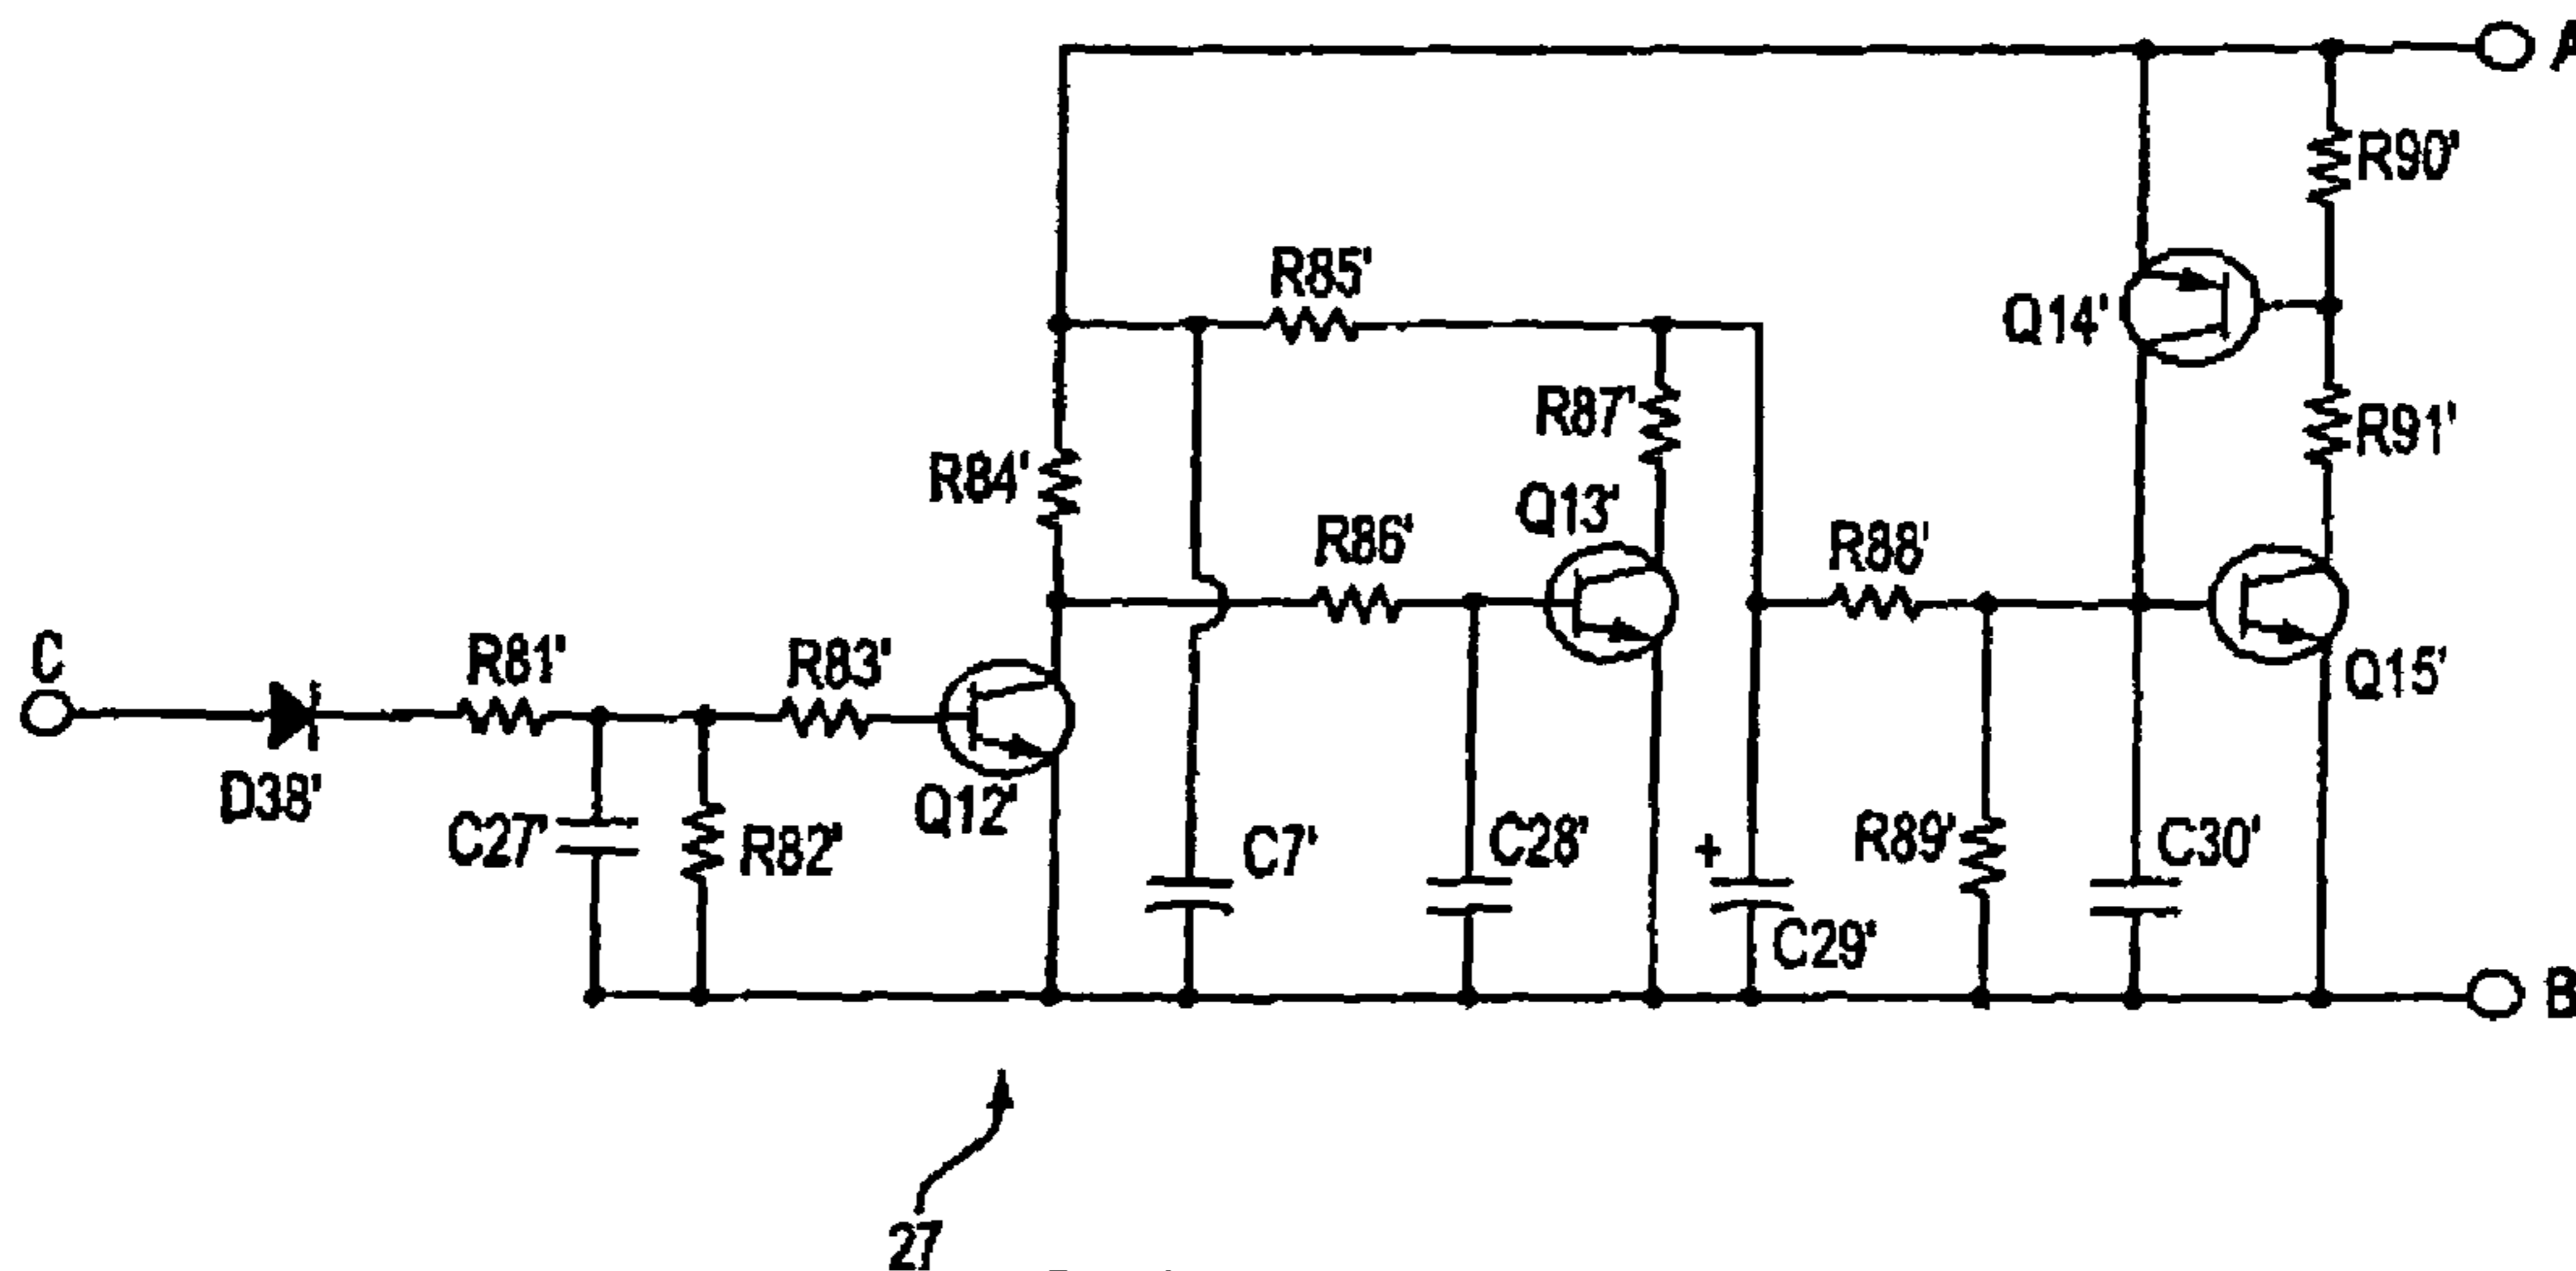 A
R90'
R85'
Q14'
R87'
R91'
R84'
Q13'
R86'
R88'
C
R81'
R83'
Q15'
D38'
Q12'
C27'
R82'
C7'
C28'
+
R89'
C30'
C29'
B
27